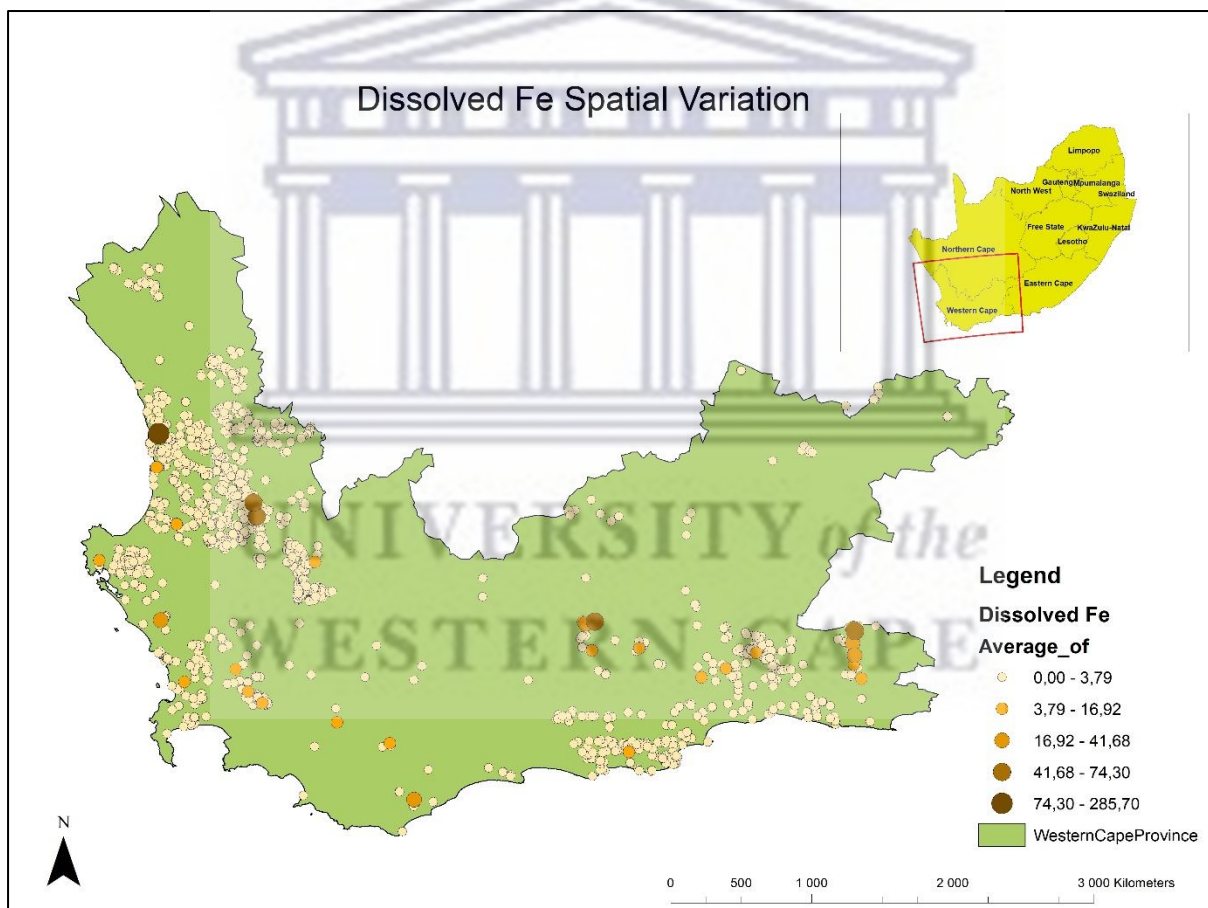 Dissolved Fe Spatial Variation
Limpopo
Gauteng
Mpumalanga
North West
Swaziland
Free State
KwaZulu-Natal
Lesotho
Northern Cape
Eastern Cape
Western Cape
UNIVERSITY of the
WESTERN CAPE
Legend
Dissolved Fe
Average_of
0,00 - 3,79
3,79 - 16,92
16,92 - 41,68
41,68 - 74,30
74,30 - 285,70
WesternCapeProvince
N
0 500 1 000 2 000 3 000 Kilometers